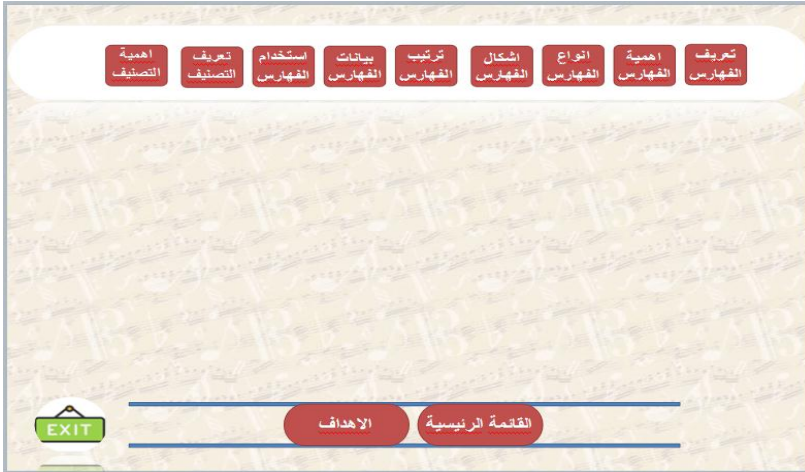 تعريف
الفهارس
اهمية
الفهارس
انواع
الفهارس
اشكال
الفهارس
ترتيب
الفهارس
بيانات
الفهارس
استخدام
الفهارس
تعريف
التصنيف
اهمية
التصنيف
القائمة الرئيسية
الاهداف
EXIT